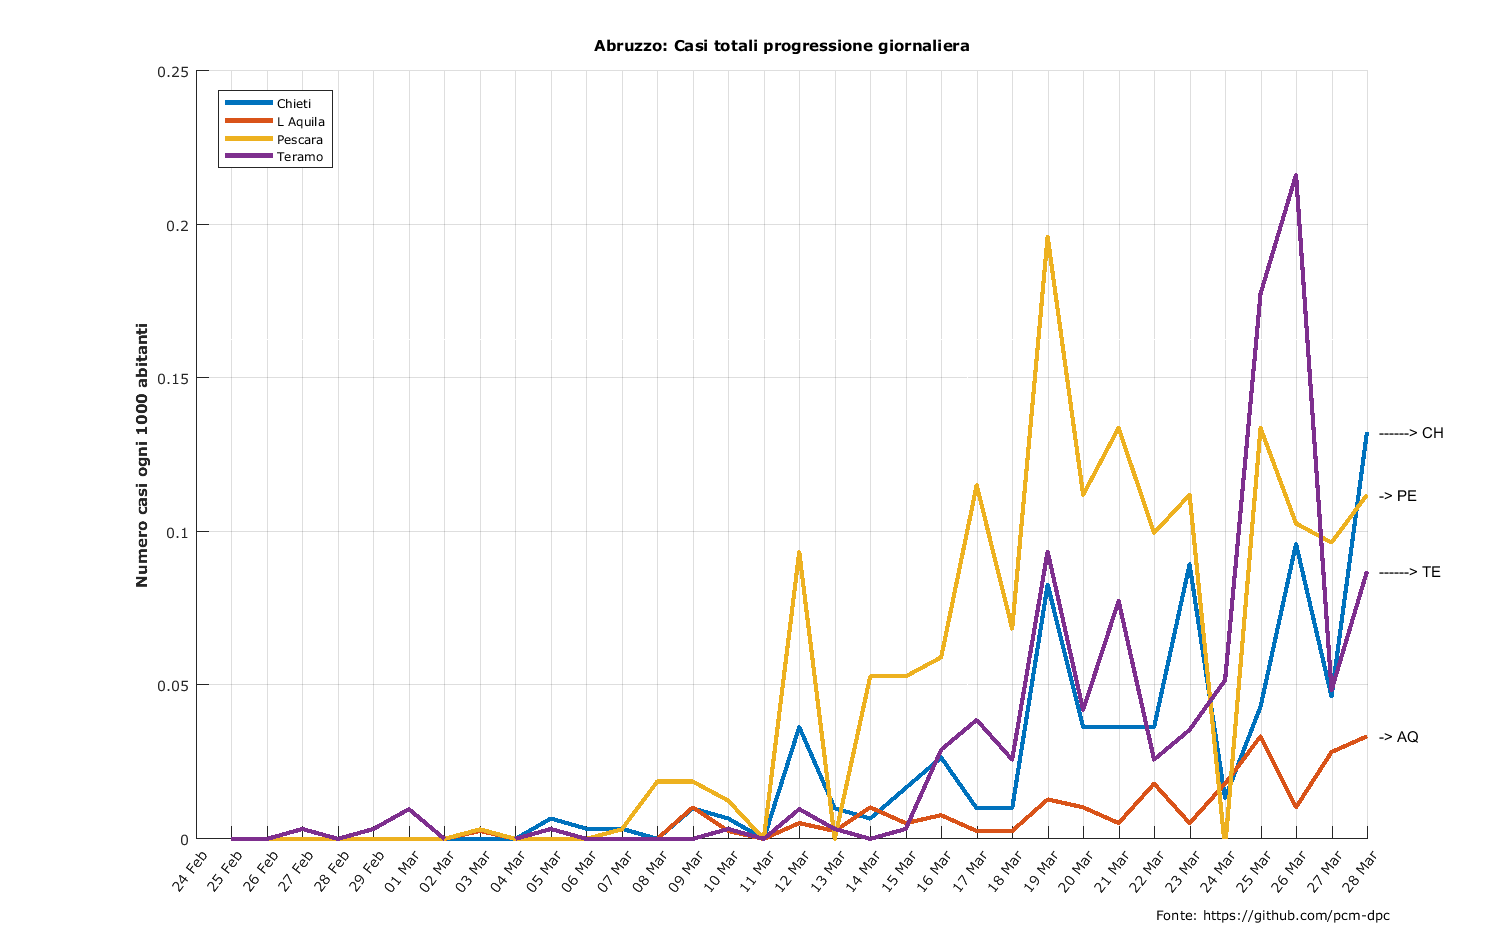 Abruzzo: Casi totali progressione giornaliera
Numero casi ogni 1000 abitanti
0.25
0.2
0.15
0.1
0.05
0
Chieti
L Aquila
Pescara
Teramo
------> CH
-> PE
------> TE
-> AQ
24 Feb
25 Feb
26 Feb
27 Feb
28 Feb
29 Feb
01 Mar
02 Mar
03 Mar
04 Mar
05 Mar
06 Mar
07 Mar
08 Mar
09 Mar
10 Mar
11 Mar
12 Mar
13 Mar
14 Mar
15 Mar
16 Mar
17 Mar
18 Mar
19 Mar
20 Mar
21 Mar
22 Mar
23 Mar
24 Mar
25 Mar
26 Mar
27 Mar
28 Mar
Fonte: https://github.com/pcm-dpc